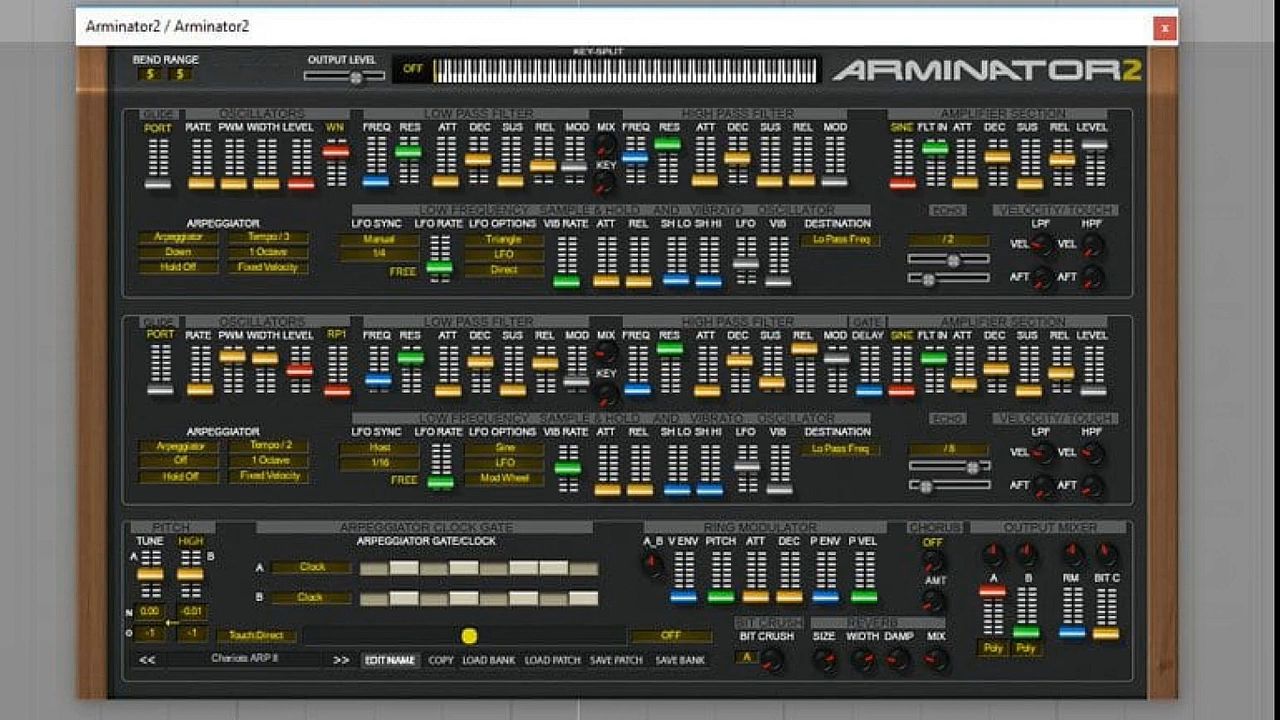 Arminator2 / Arminator2
x
BEND RANGE OUTPUT LEVEL KEY-SPLIT
5 5 OFF ARMINATOR2
GLIDE OSCILLATORS LOW PASS FILTER HIGH PASS FILTER AMPLIFIER SECTION
PORT RATE PWM WIDTH LEVEL WN FREQ RES ATT DEC SUS REL MOD MIX FREQ RES ATT DEC SUS REL MOD SINE FLT IN ATT DEC SUS REL LEVEL
KEY
LOW FREQUENCY SAMPLE & HOLD AND VIBRATO OSCILLATOR ECHO VELOCITY/TOUCH
ARPEGGIATOR LFO SYNC LFO RATE LFO OPTIONS VIB RATE ATT REL SH LO SH HI LFO VIB DESTINATION LPF HPF
Arpeggiator Tempo / 3 Manual Triangle Lo Pass Freq / 2
Down 1 Octave 1/4 LFO VEL VEL
Hold Off Fixed Velocity FREE Direct AFT AFT
GLIDE OSCILLATORS LOW PASS FILTER HIGH PASS FILTER GATE AMPLIFIER SECTION
PORT RATE PWM WIDTH LEVEL RP1 FREQ RES ATT DEC SUS REL MOD MIX FREQ RES ATT DEC SUS REL MOD DELAY SINE FLT IN ATT DEC SUS REL LEVEL
KEY
LOW FREQUENCY SAMPLE & HOLD AND VIBRATO OSCILLATOR ECHO VELOCITY/TOUCH
ARPEGGIATOR LFO SYNC LFO RATE LFO OPTIONS VIB RATE ATT REL SH LO SH HI LFO VIB DESTINATION LPF HPF
Arpeggiator Tempo / 2 Host Sine Lo Pass Freq
Off 1 Octave 1/16 LFO VEL VEL
Hold Off Fixed Velocity FREE Mod Wheel AFT AFT
PITCH ARPEGGIATOR CLOCK GATE RING MODULATOR CHORUS OUTPUT MIXER
TUNE HIGH ARPEGGIATOR GATE/CLOCK A_B V ENV PITCH ATT DEC P ENV P VEL OFF
A B
A Clock AMT A B RM BIT C
B Clock
N 0.00 -0.01
O -1 -1 Touch:Direct OFF
BIT CRUSH REVERB
BIT CRUSH SIZE WIDTH DAMP MIX
A Poly Poly
<< Chariots ARP 8 >> EDIT NAME COPY LOAD BANK LOAD PATCH SAVE PATCH SAVE BANK